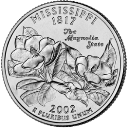 MISSISSIPPI
1817
The Magnolia
State
2002
E PLURIBUS UNUM